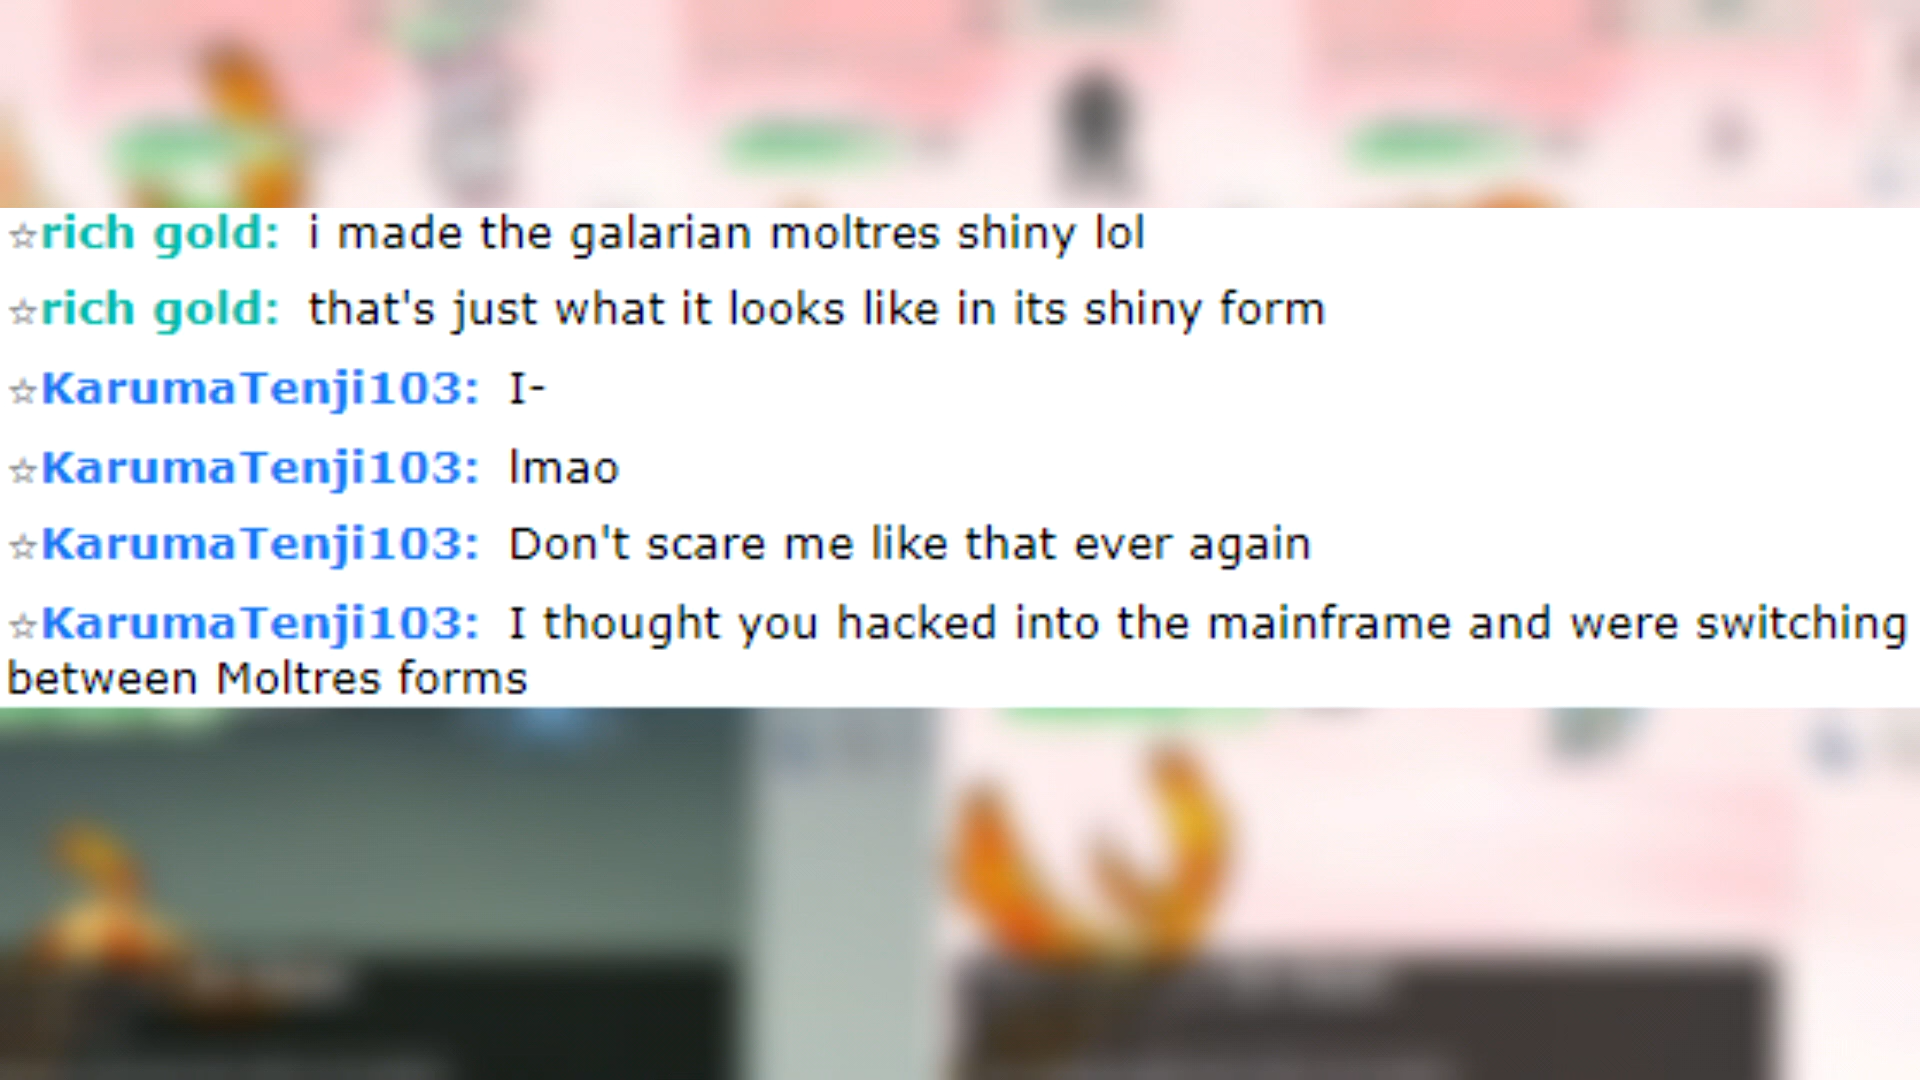 ☆rich gold: i made the galarian moltres shiny lol
☆rich gold: that's just what it looks like in its shiny form
☆KarumaTenji103: I-
☆KarumaTenji103: lmao
☆KarumaTenji103: Don't scare me like that ever again
☆KarumaTenji103: I thought you hacked into the mainframe and were switching
between Moltres forms